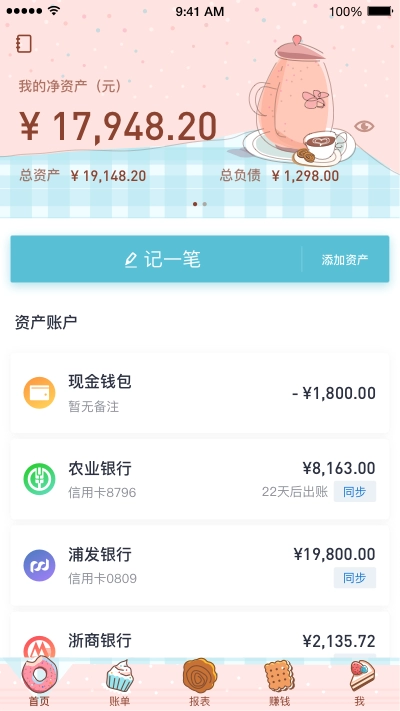 9:41 AM
100%
我的净资产（元）
¥ 17,948.20
总资产 ¥ 19,148.20
总负债 ¥ 1,298.00
记一笔
添加资产
资产账户
现金钱包
- ¥1,800.00
暂无备注
农业银行
¥8,163.00
信用卡8796
22天后出账 同步
浦发银行
¥19,800.00
信用卡0809
同步
浙商银行
¥2,135.72
首页 账单 报表 赚钱 我